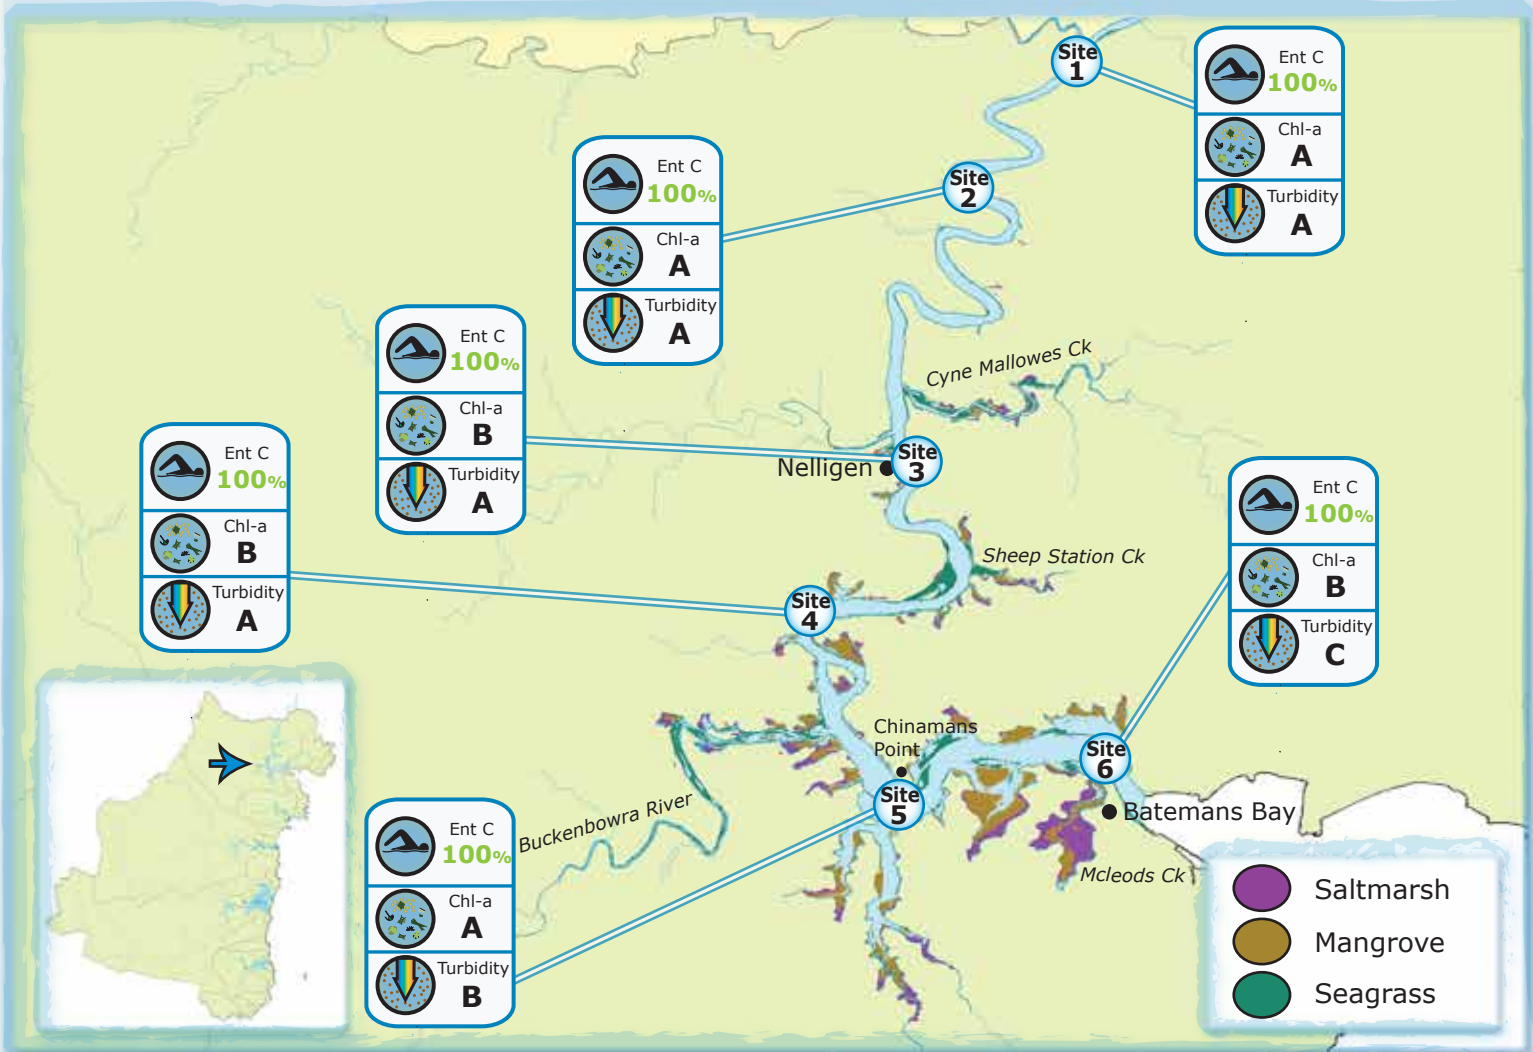 Site
1
Ent C
100%
Chl-a
A
Turbidity
A
Site
2
Ent C
100%
Chl-a
A
Turbidity
A
Cyne Mallowes Ck
Site
3
Nelligen
Ent C
100%
Chl-a
B
Turbidity
A
Sheep Station Ck
Site
4
Ent C
100%
Chl-a
B
Turbidity
A
Chinamans
Point
Site
5
Ent C
100%
Chl-a
A
Turbidity
B
Buckenbowra River
Site
6
Ent C
100%
Chl-a
B
Turbidity
C
Batemans Bay
Mcleods Ck
Saltmarsh
Mangrove
Seagrass